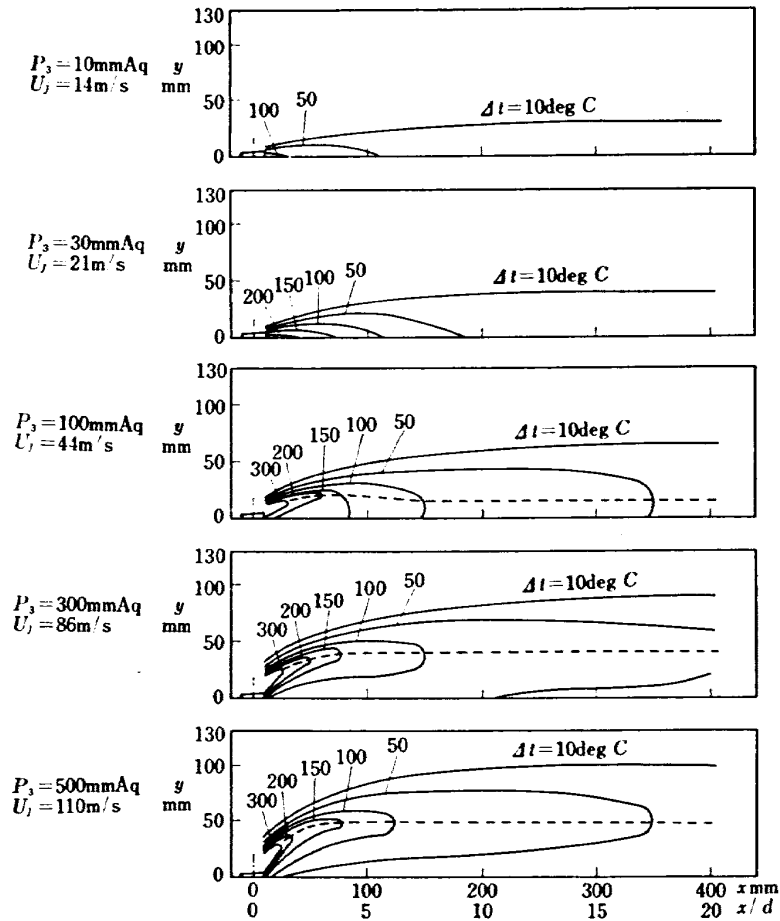 130
P₃=10mmAq y
U_J=14m/s mm
100
50
0
100 50 Δt=10deg C
130
P₃=30mmAq y
U_J=21m/s mm
100
50
0
200 150 100 50 Δt=10deg C
130
P₃=100mmAq y
U_J=44m/s mm
100
50
0
300 200 150 100 50 Δt=10deg C
130
P₃=300mmAq y
U_J=86m/s mm
100
50
0
300 200 150 100 50 Δt=10deg C
130
P₃=500mmAq y
U_J=110m/s mm
100
50
0
300 200 150 100 50 Δt=10deg C
0 100 200 300 400 x mm
0 5 10 15 20 x/d